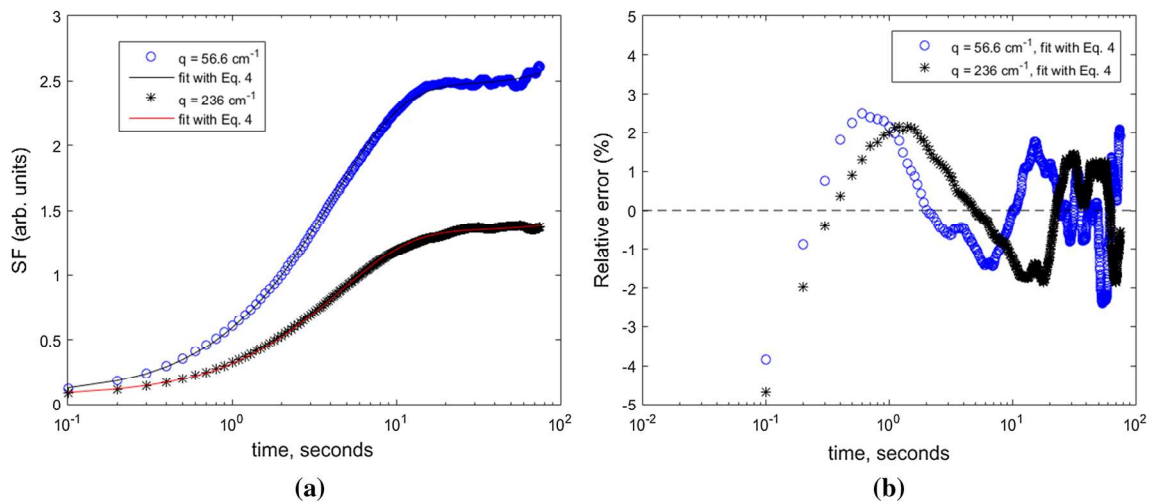 3
2.5
2
1.5
1
0.5
0
SF (arb. units)
q = 56.6 cm⁻¹
fit with Eq. 4
q = 236 cm⁻¹
fit with Eq. 4
10⁻¹ 10⁰ 10¹ 10²
time, seconds
(a)
5
4
3
2
1
0
-1
-2
-3
-4
-5
Relative error (%)
q = 56.6 cm⁻¹, fit with Eq. 4
q = 236 cm⁻¹, fit with Eq. 4
10⁻² 10⁻¹ 10⁰ 10¹ 10²
time, seconds
(b)